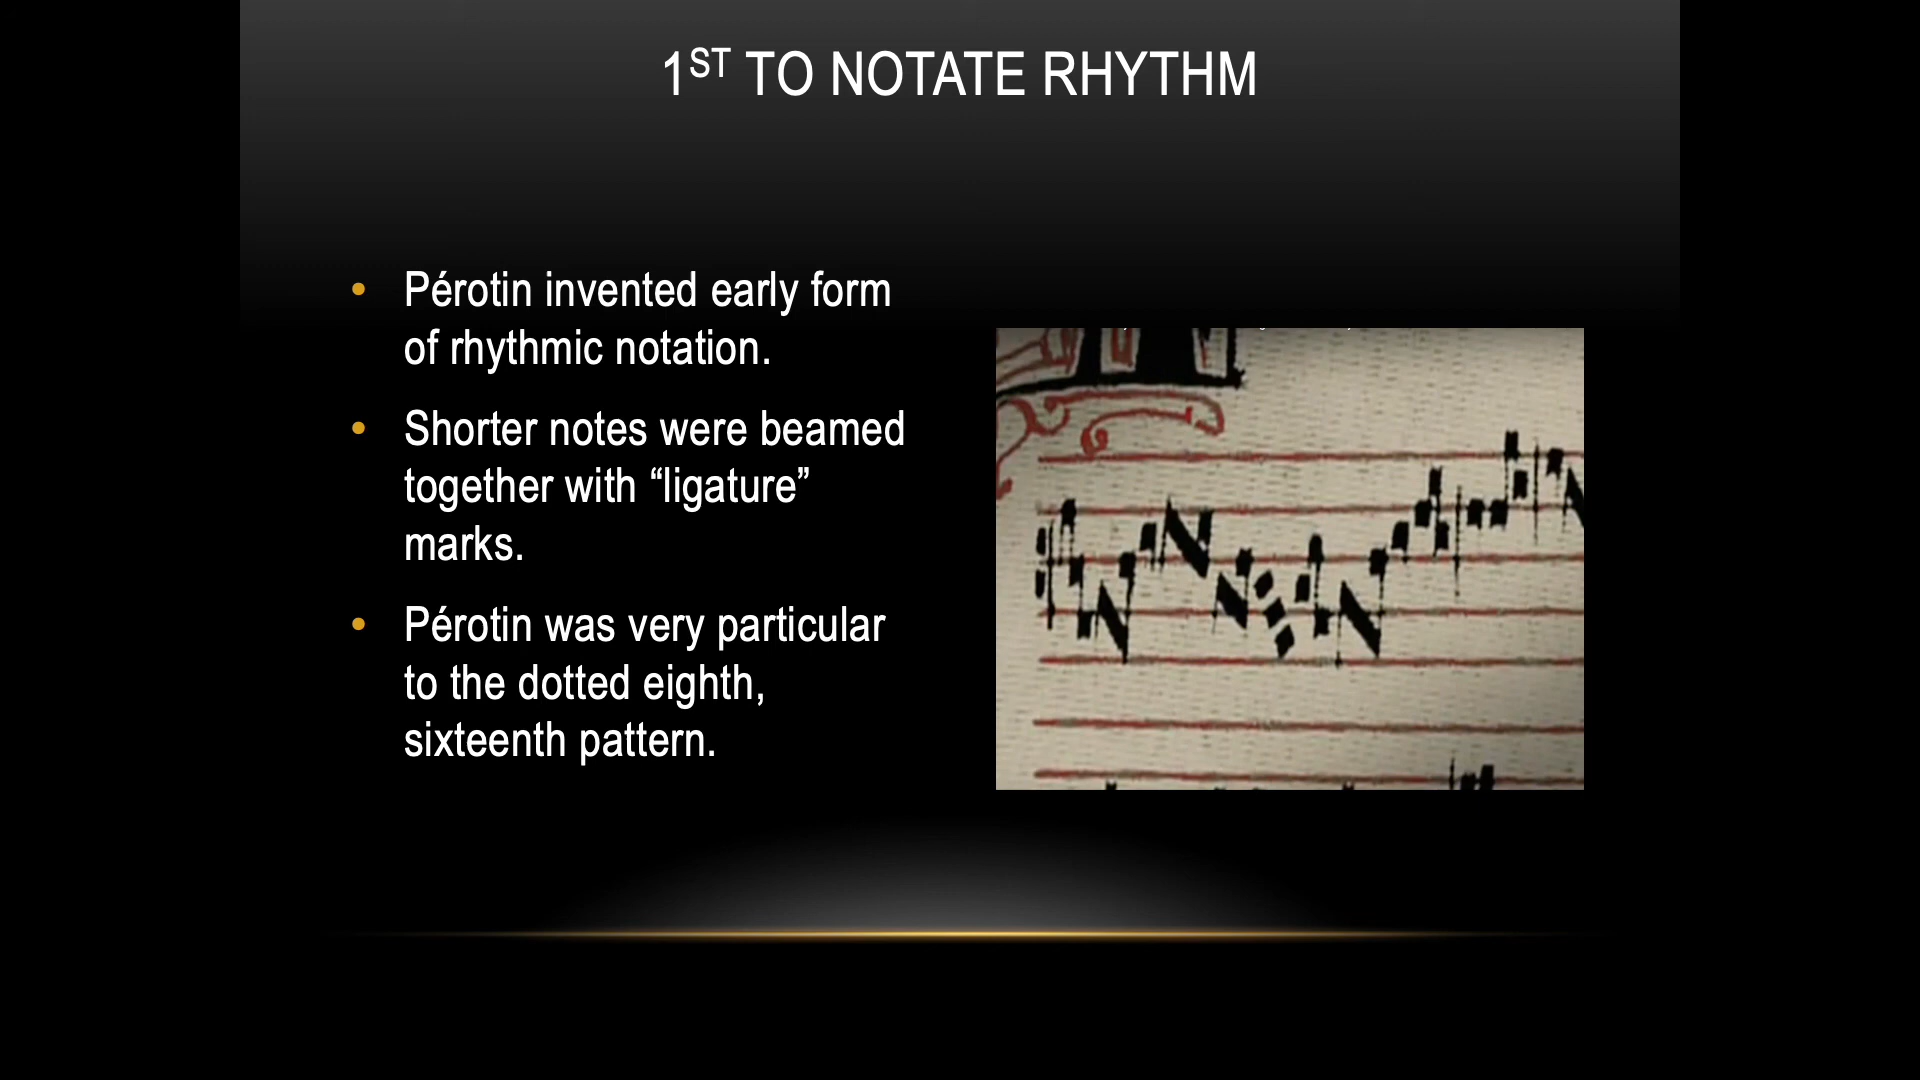 1ST TO NOTATE RHYTHM
• Pérotin invented early form
of rhythmic notation.
• Shorter notes were beamed
together with “ligature”
marks.
• Pérotin was very particular
to the dotted eighth,
sixteenth pattern.